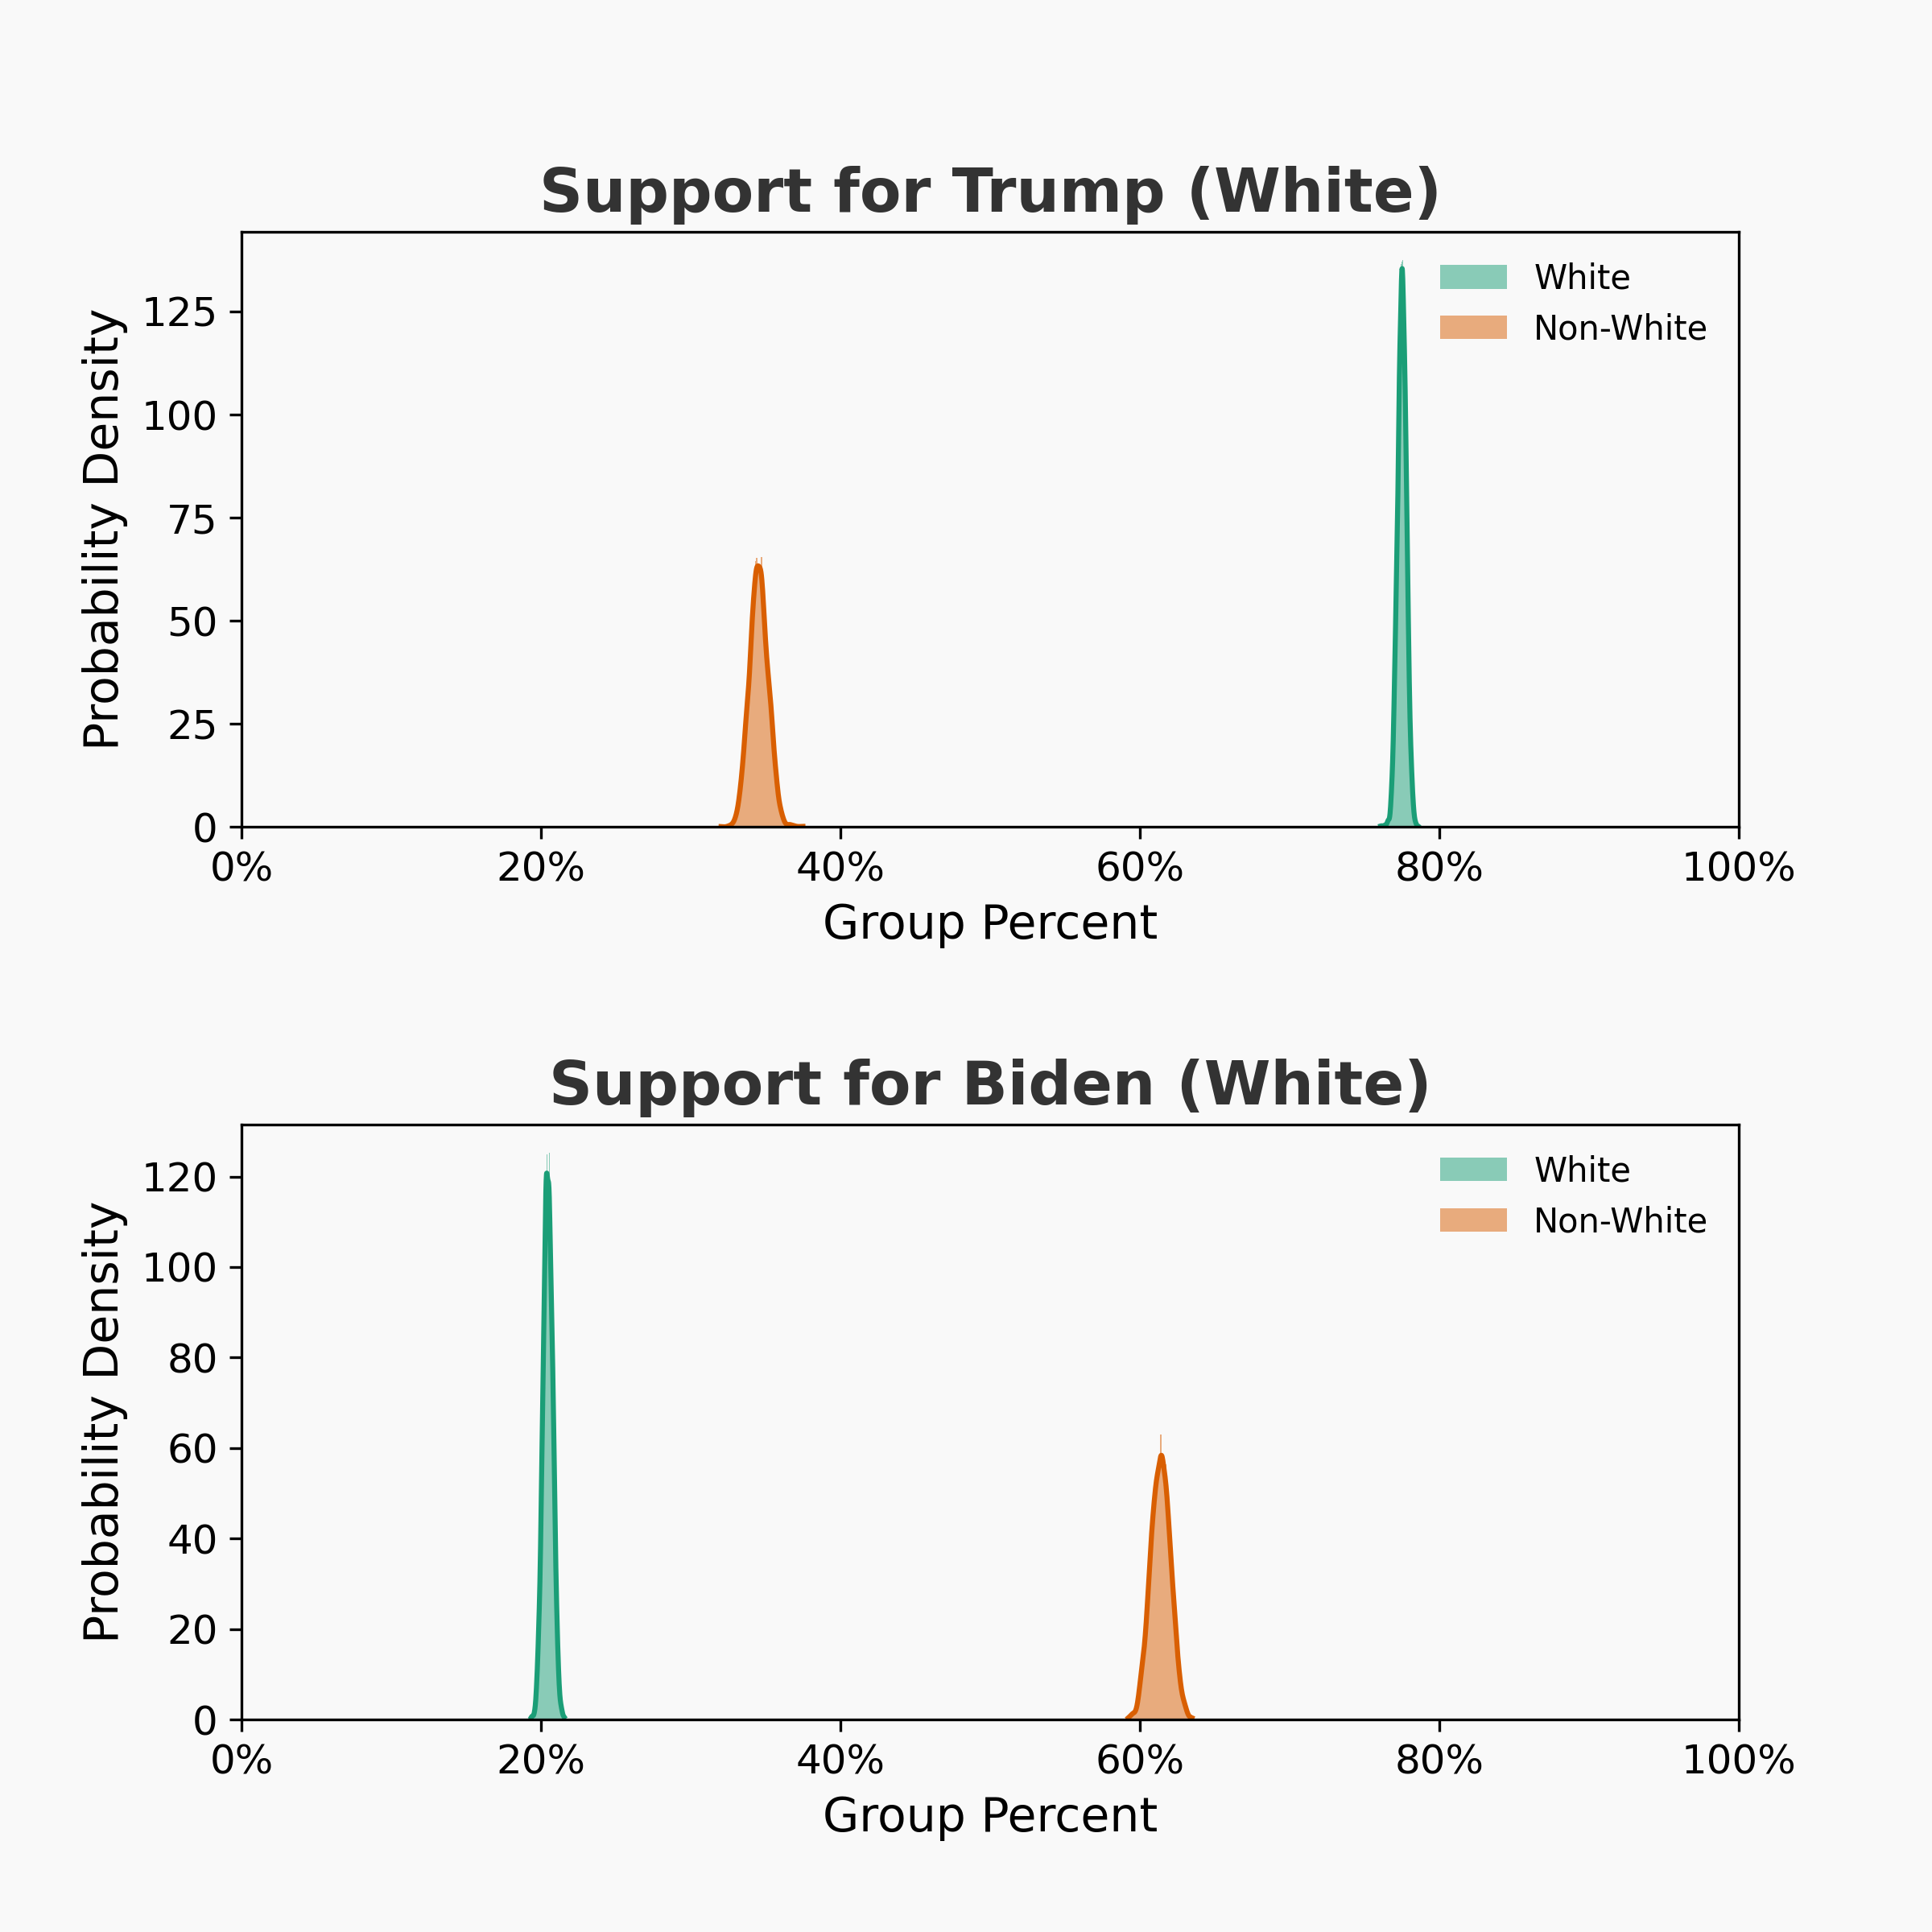 Support for Trump (White)
White
Non-White
Probability Density
125
100
75
50
25
0
0% 20% 40% 60% 80% 100%
Group Percent
Support for Biden (White)
White
Non-White
Probability Density
120
100
80
60
40
20
0
0% 20% 40% 60% 80% 100%
Group Percent